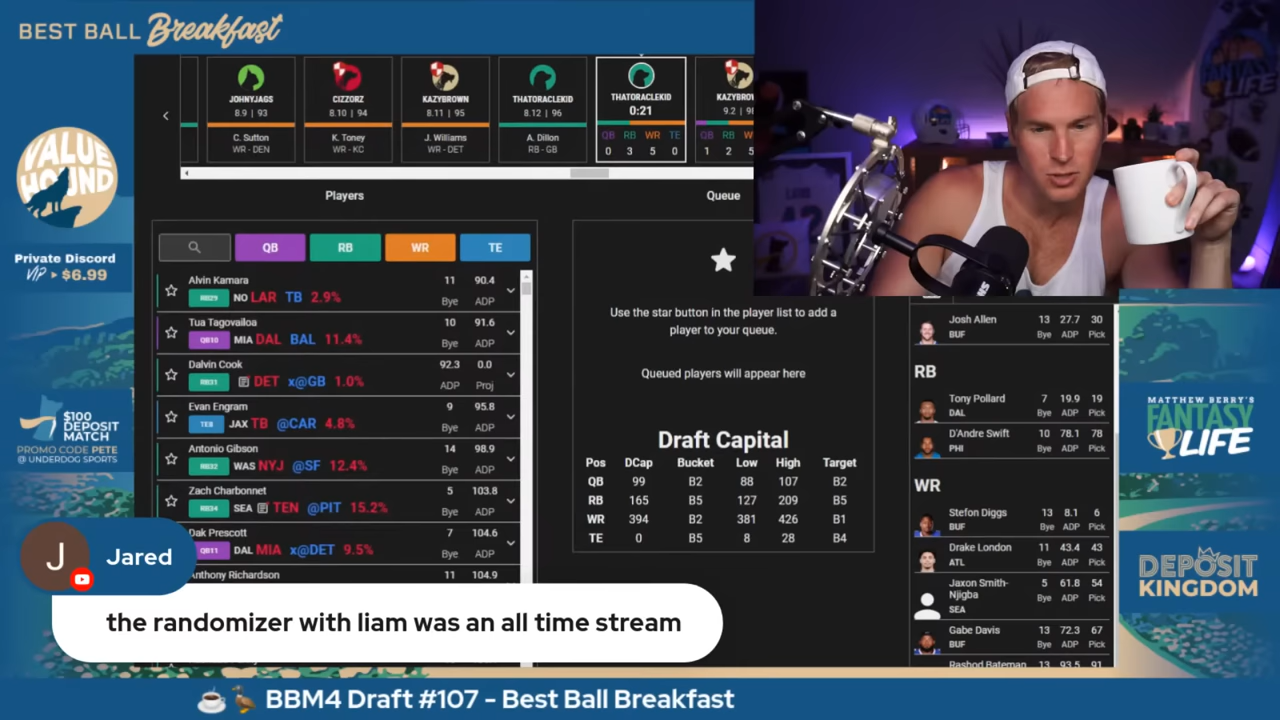 BEST BALL Breakfast
JOHNYJAGS
8.9 | 93
C. Sutton
WR - DEN
CIZZORZ
8.10 | 94
K. Toney
WR - KC
KAZYBROWN
8.11 | 95
J. Williams
WR - DET
THATORACLEKID
8.12 | 96
A. Dillon
RB - GB
THATORACLEKID
0:21
QB RB WR TE
0 3 5 0
QB RB
1 2
VALUE
HOUND
Private Discord
VIP ▸ $6.99
$100
DEPOSIT
MATCH
PROMO CODE PETE
@ UNDERDOG SPORTS
Players
QB RB WR TE
Alvin Kamara 11 90.4
RB29 NO LAR TB 2.9% Bye ADP
Tua Tagovailoa 10 91.6
QB10 MIA DAL BAL 11.4% Bye ADP
Dalvin Cook 92.3 0.0
RB31 DET x@GB 1.0% ADP Proj
Evan Engram 9 95.8
TE8 JAX TB @CAR 4.8% Bye ADP
Antonio Gibson 14 98.9
RB32 WAS NYJ @SF 12.4% Bye ADP
Zach Charbonnet 5 103.8
RB34 SEA TEN @PIT 15.2% Bye ADP
Dak Prescott 7 104.6
QB11 DAL MIA x@DET 9.5% Bye ADP
Anthony Richardson 11 104.9
Queue
Use the star button in the player list to add a
player to your queue.
Queued players will appear here
Draft Capital
Pos DCap Bucket Low High Target
QB 99 B2 88 107 B2
RB 165 B5 127 209 B5
WR 394 B2 381 426 B1
TE 0 B5 8 28 B4
Josh Allen 13 27.7 30
BUF Bye ADP Pick
RB
Tony Pollard 7 19.9 19
DAL Bye ADP Pick
D'Andre Swift 10 78.1 78
PHI Bye ADP Pick
WR
Stefon Diggs 13 8.1 6
BUF Bye ADP Pick
Drake London 11 43.4 43
ATL Bye ADP Pick
Jaxon Smith- 5 61.8 54
Njigba Bye ADP Pick
SEA
Gabe Davis 13 72.3 67
BUF Bye ADP Pick
Rashod Bateman 13 93.5 91
MATTHEW BERRY'S
FANTASY
LIFE
DEPOSIT
KINGDOM
J Jared
the randomizer with liam was an all time stream
BBM4 Draft #107 - Best Ball Breakfast